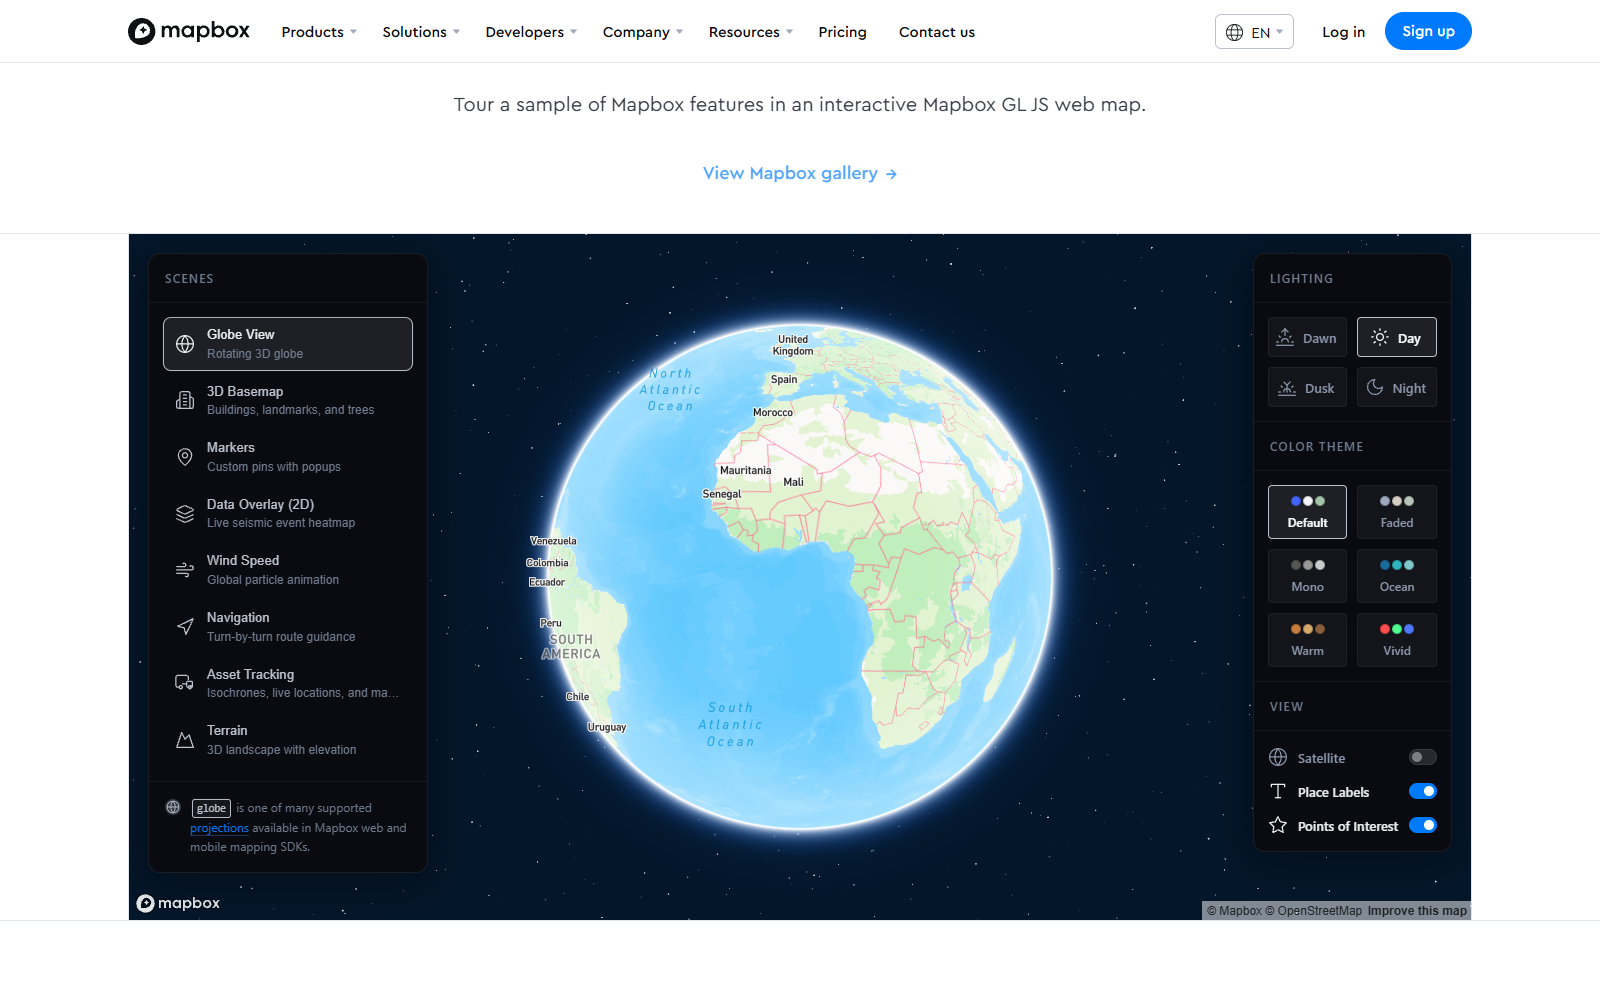 mapbox
Products
Solutions
Developers
Company
Resources
Pricing
Contact us
EN
Log in
Sign up
Tour a sample of Mapbox features in an interactive Mapbox GL JS web map.
View Mapbox gallery →
SCENES
Globe View
Rotating 3D globe
3D Basemap
Buildings, landmarks, and trees
Markers
Custom pins with popups
Data Overlay (2D)
Live seismic event heatmap
Wind Speed
Global particle animation
Navigation
Turn-by-turn route guidance
Asset Tracking
Isochrones, live locations, and ma...
Terrain
3D landscape with elevation
globe is one of many supported
projections available in Mapbox web and
mobile mapping SDKs.
United
Kingdom
North
Atlantic
Ocean
Spain
Morocco
Mauritania
Mali
Senegal
Venezuela
Colombia
Ecuador
Peru
SOUTH
AMERICA
Chile
Uruguay
South
Atlantic
Ocean
LIGHTING
Dawn
Day
Dusk
Night
COLOR THEME
Default
Faded
Mono
Ocean
Warm
Vivid
VIEW
Satellite
Place Labels
Points of Interest
mapbox
© Mapbox © OpenStreetMap Improve this map